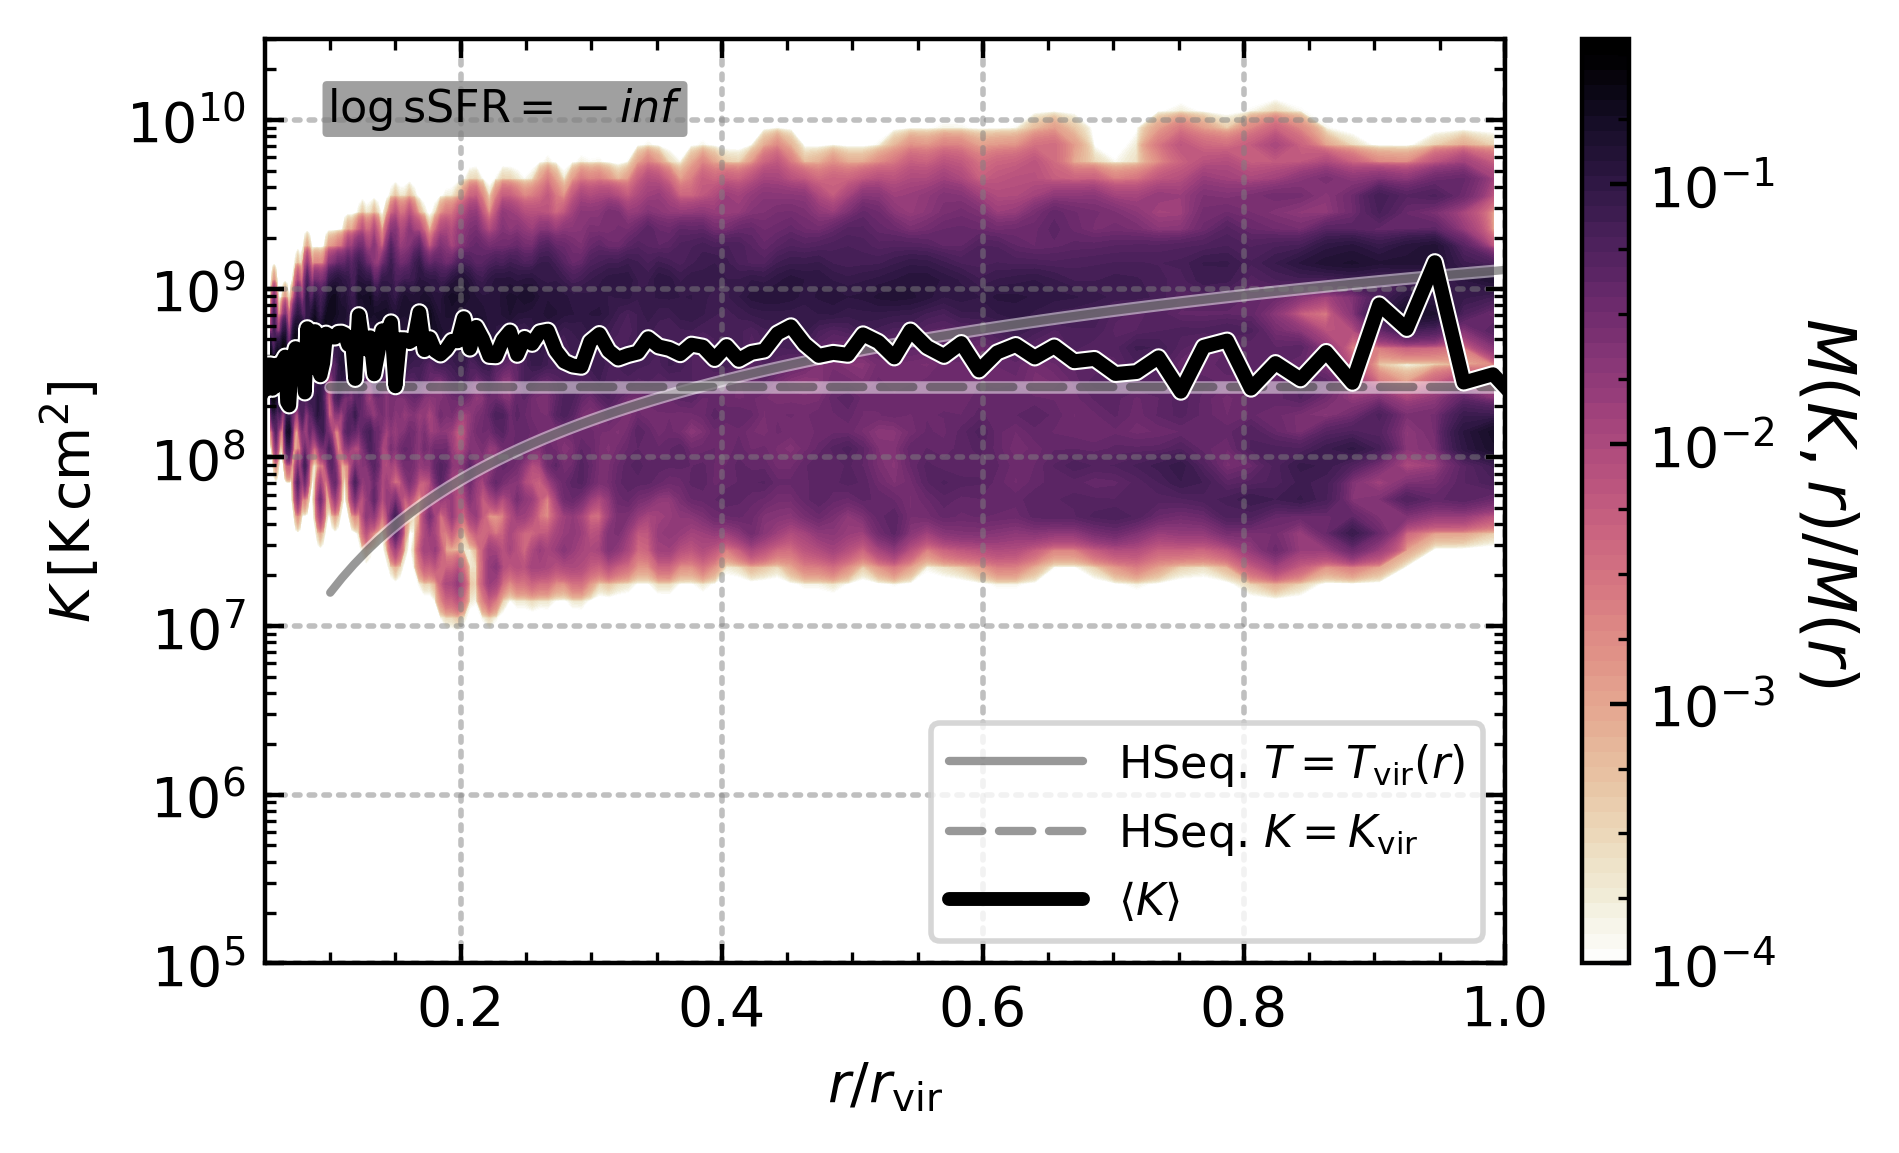 log sSFR = −inf
10^10
10^9
10^8
10^7
10^6
10^5
K [K cm^2]
0.2 0.4 0.6 0.8 1.0
r/r_vir
HSeq. T = T_vir(r)
HSeq. K = K_vir
⟨K⟩
10^−1
10^−2
10^−3
10^−4
M(K, r)/M(r)